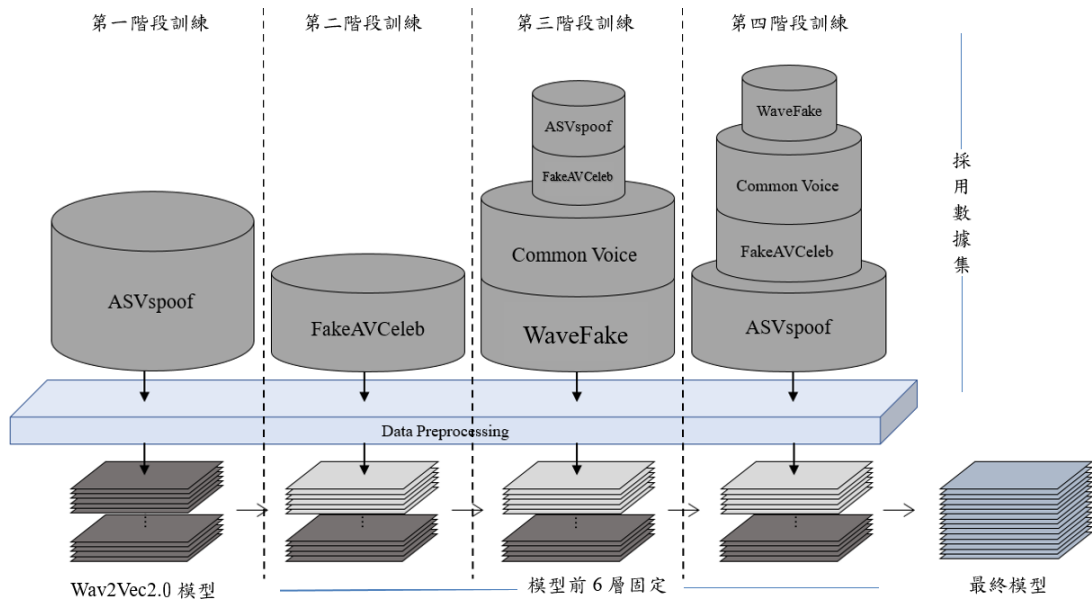 第一階段訓練
第二階段訓練
第三階段訓練
第四階段訓練
ASVspoof
FakeAVCeleb
ASVspoof
FakeAVCeleb
Common Voice
WaveFake
WaveFake
Common Voice
FakeAVCeleb
ASVspoof
採用數據集
Data Preprocessing
Wav2Vec2.0 模型
模型前 6 層固定
最終模型